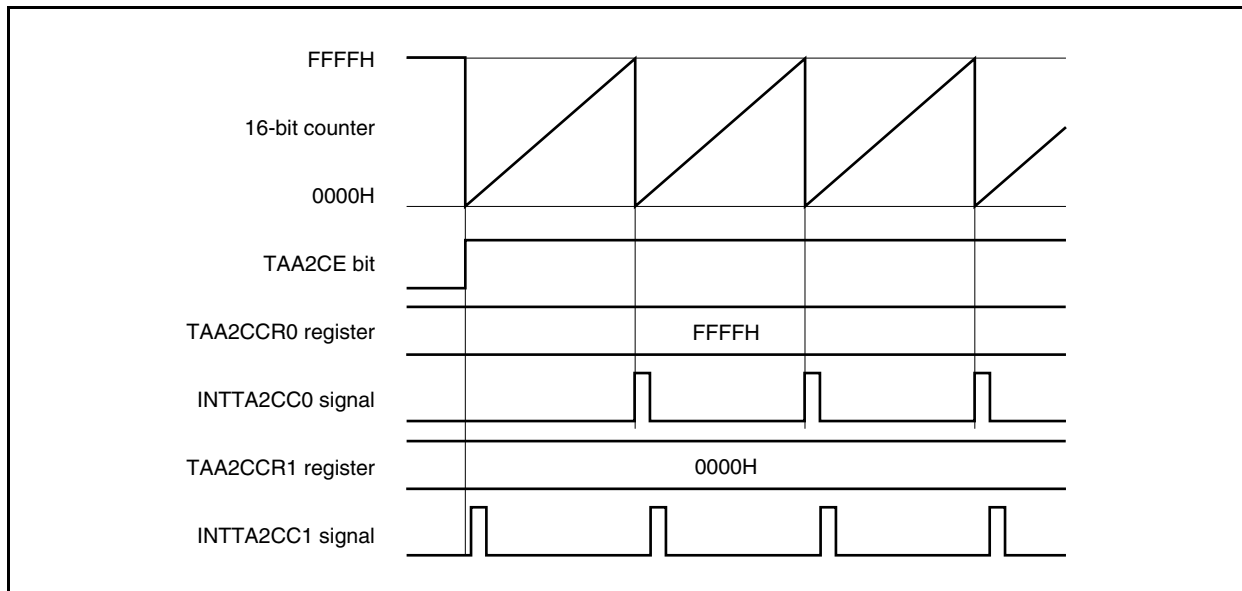 FFFFH
16-bit counter
0000H
TAA2CE bit
TAA2CCR0 register
FFFFH
INTTA2CC0 signal
TAA2CCR1 register
0000H
INTTA2CC1 signal